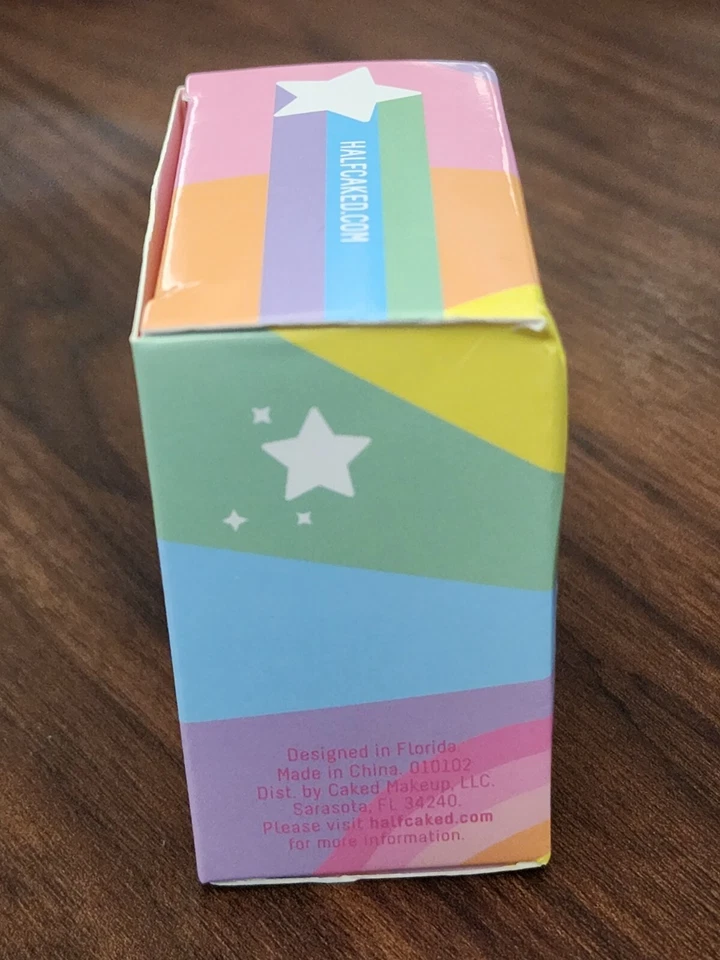 HALFCAKED.COM
Designed in Florida.
Made in China. 010102
Dist. by Caked Makeup, LLC.
Sarasota, FL 34240.
Please visit halfcaked.com
for more information.